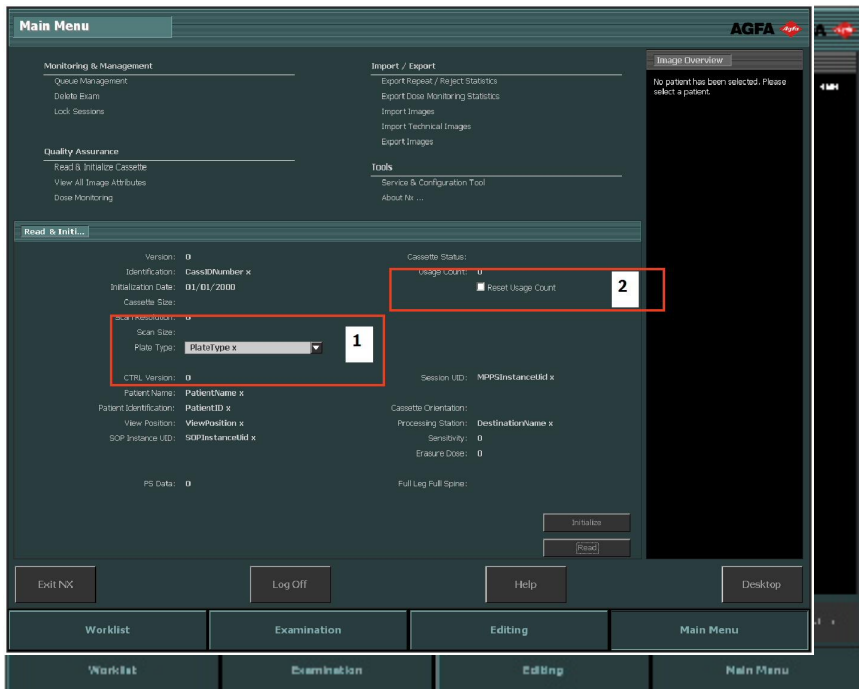 Main Menu
AGFA
Monitoring & Management
Queue Management
Delete Exam
Lock Sessions
Quality Assurance
Read & Initialize Cassette
View All Image Attributes
Dose Monitoring
Import / Export
Export Repeat / Reject Statistics
Export Dose Monitoring Statistics
Import Images
Import Technical Images
Export Images
Tools
Service & Configuration Tool
About Nx ...
Image Overview
No patient has been selected. Please
select a patient.
Read & Initi...
Version: 0
Identification: CassIDNumber x
Initialization Date: 01/01/2000
Cassette Size:
Scan Resolution: 0
Scan Size:
Plate Type: PlateType x
1
CTRL Version: 0
Patient Name: PatientName x
Patient Identification: PatientID x
View Position: ViewPosition x
SOP Instance UID: SOPInstanceUid x
PS Data: 0
Cassette Status:
Usage Count: 0
Reset Usage Count
2
Session UID: MPPSInstanceUid x
Cassette Orientation:
Processing Station: DestinationName x
Sensitivity: 0
Erasure Dose: 0
Full Leg Full Spine:
Initialize
Read
Exit NX
Log Off
Help
Desktop
Worklist
Examination
Editing
Main Menu
Worklist
Examination
Editing
Main Menu